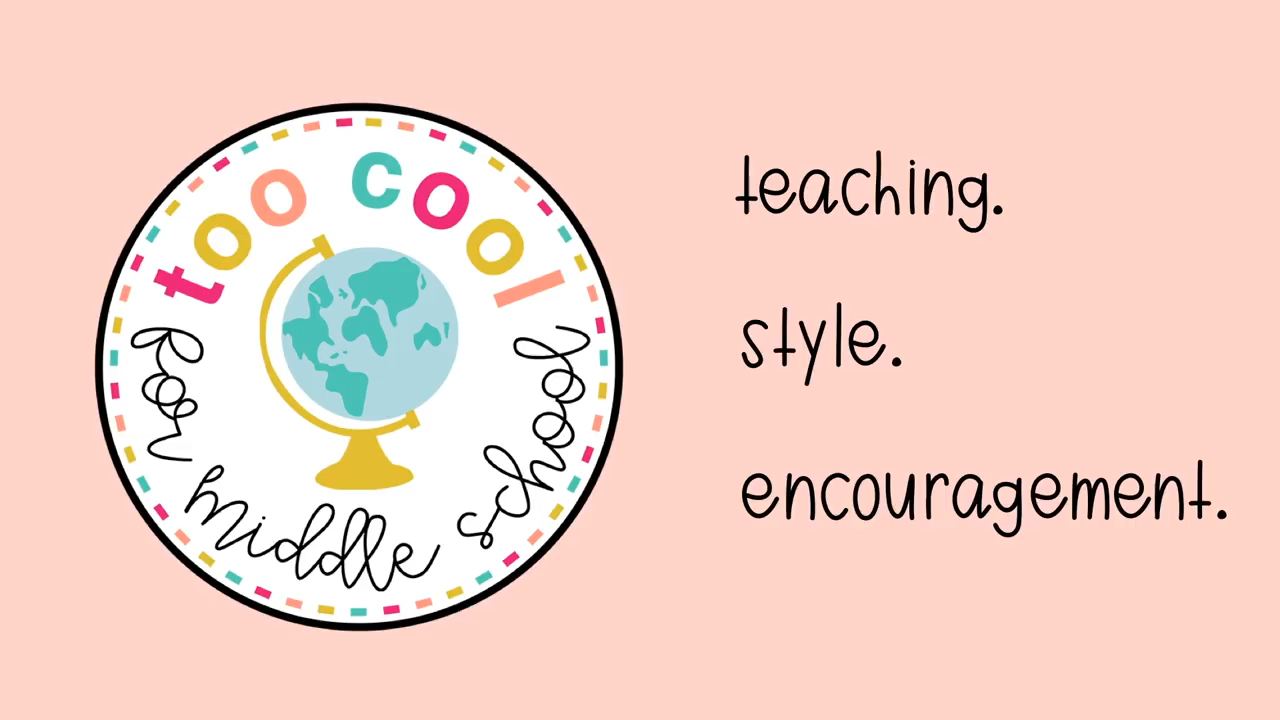 too cool
for middle school
teaching.
style.
encouragement.